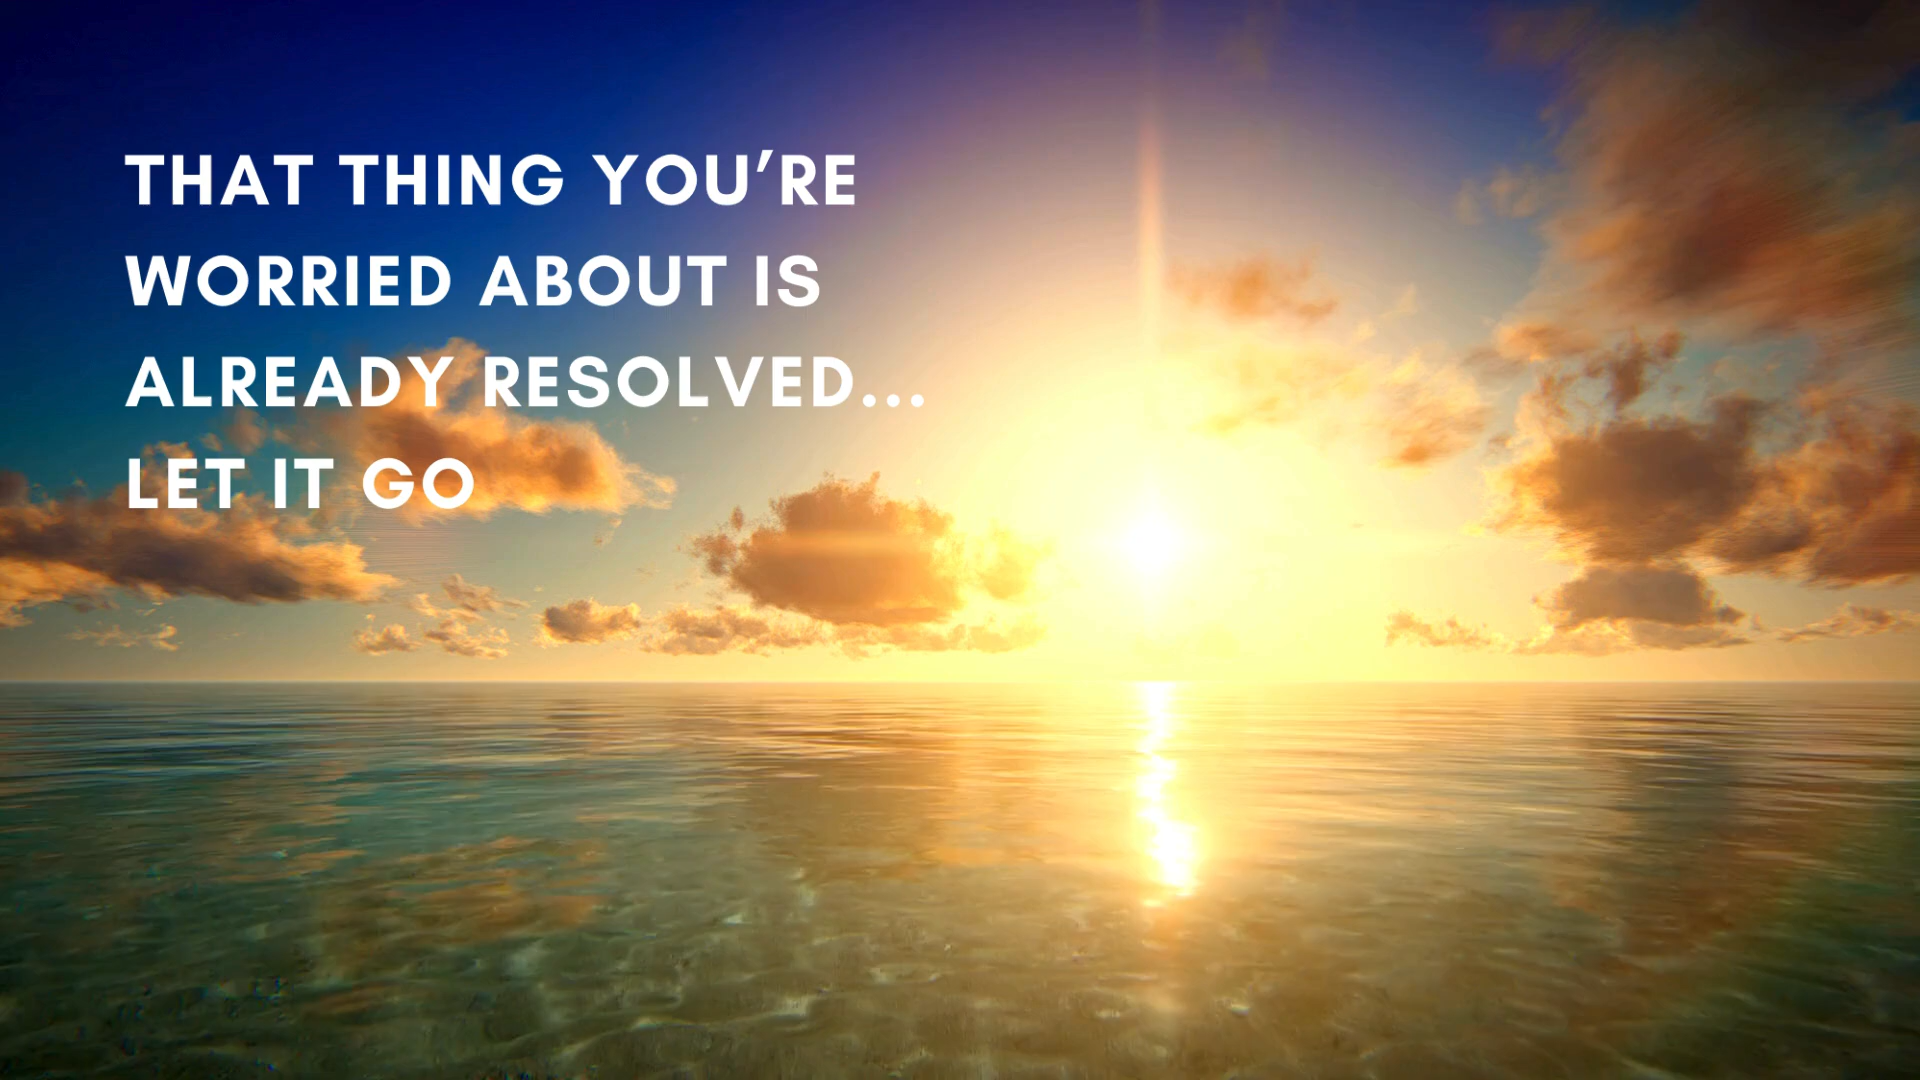 THAT THING YOU’RE
WORRIED ABOUT IS
ALREADY RESOLVED...
LET IT GO